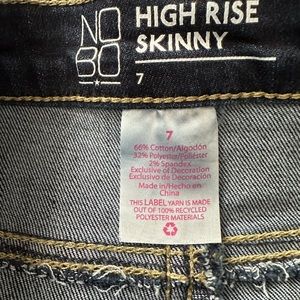 NO
BO
HIGH RISE
SKINNY
7
7
66% Cotton/Algodón
32% Polyester/Poliéster
2% Spandex
Exclusive of Decoration
Exclusivo de Decoración
Made in/Hecho en
China
THIS LABEL YARN IS MADE
OUT OF 100% RECYCLED
POLYESTER MATERIALS